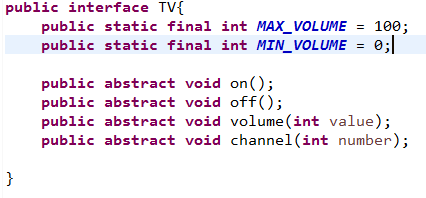 public interface TV{
    public static final int MAX_VOLUME = 100;
    public static final int MIN_VOLUME = 0;
    public abstract void on();
    public abstract void off();
    public abstract void volume(int value);
    public abstract void channel(int number);
}